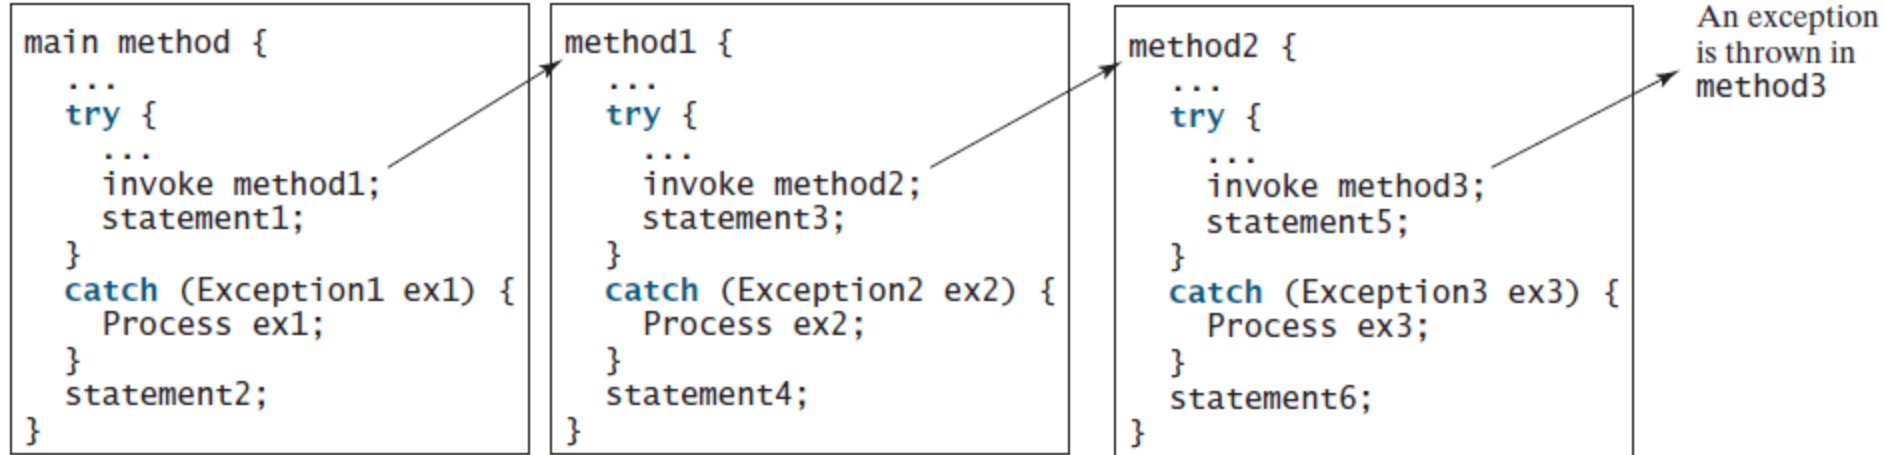 main method {
...
try {
...
invoke method1;
statement1;
}
catch (Exception1 ex1) {
Process ex1;
}
statement2;
}
method1 {
...
try {
...
invoke method2;
statement3;
}
catch (Exception2 ex2) {
Process ex2;
}
statement4;
}
method2 {
...
try {
...
invoke method3;
statement5;
}
catch (Exception3 ex3) {
Process ex3;
}
statement6;
}
An exception
is thrown in
method3